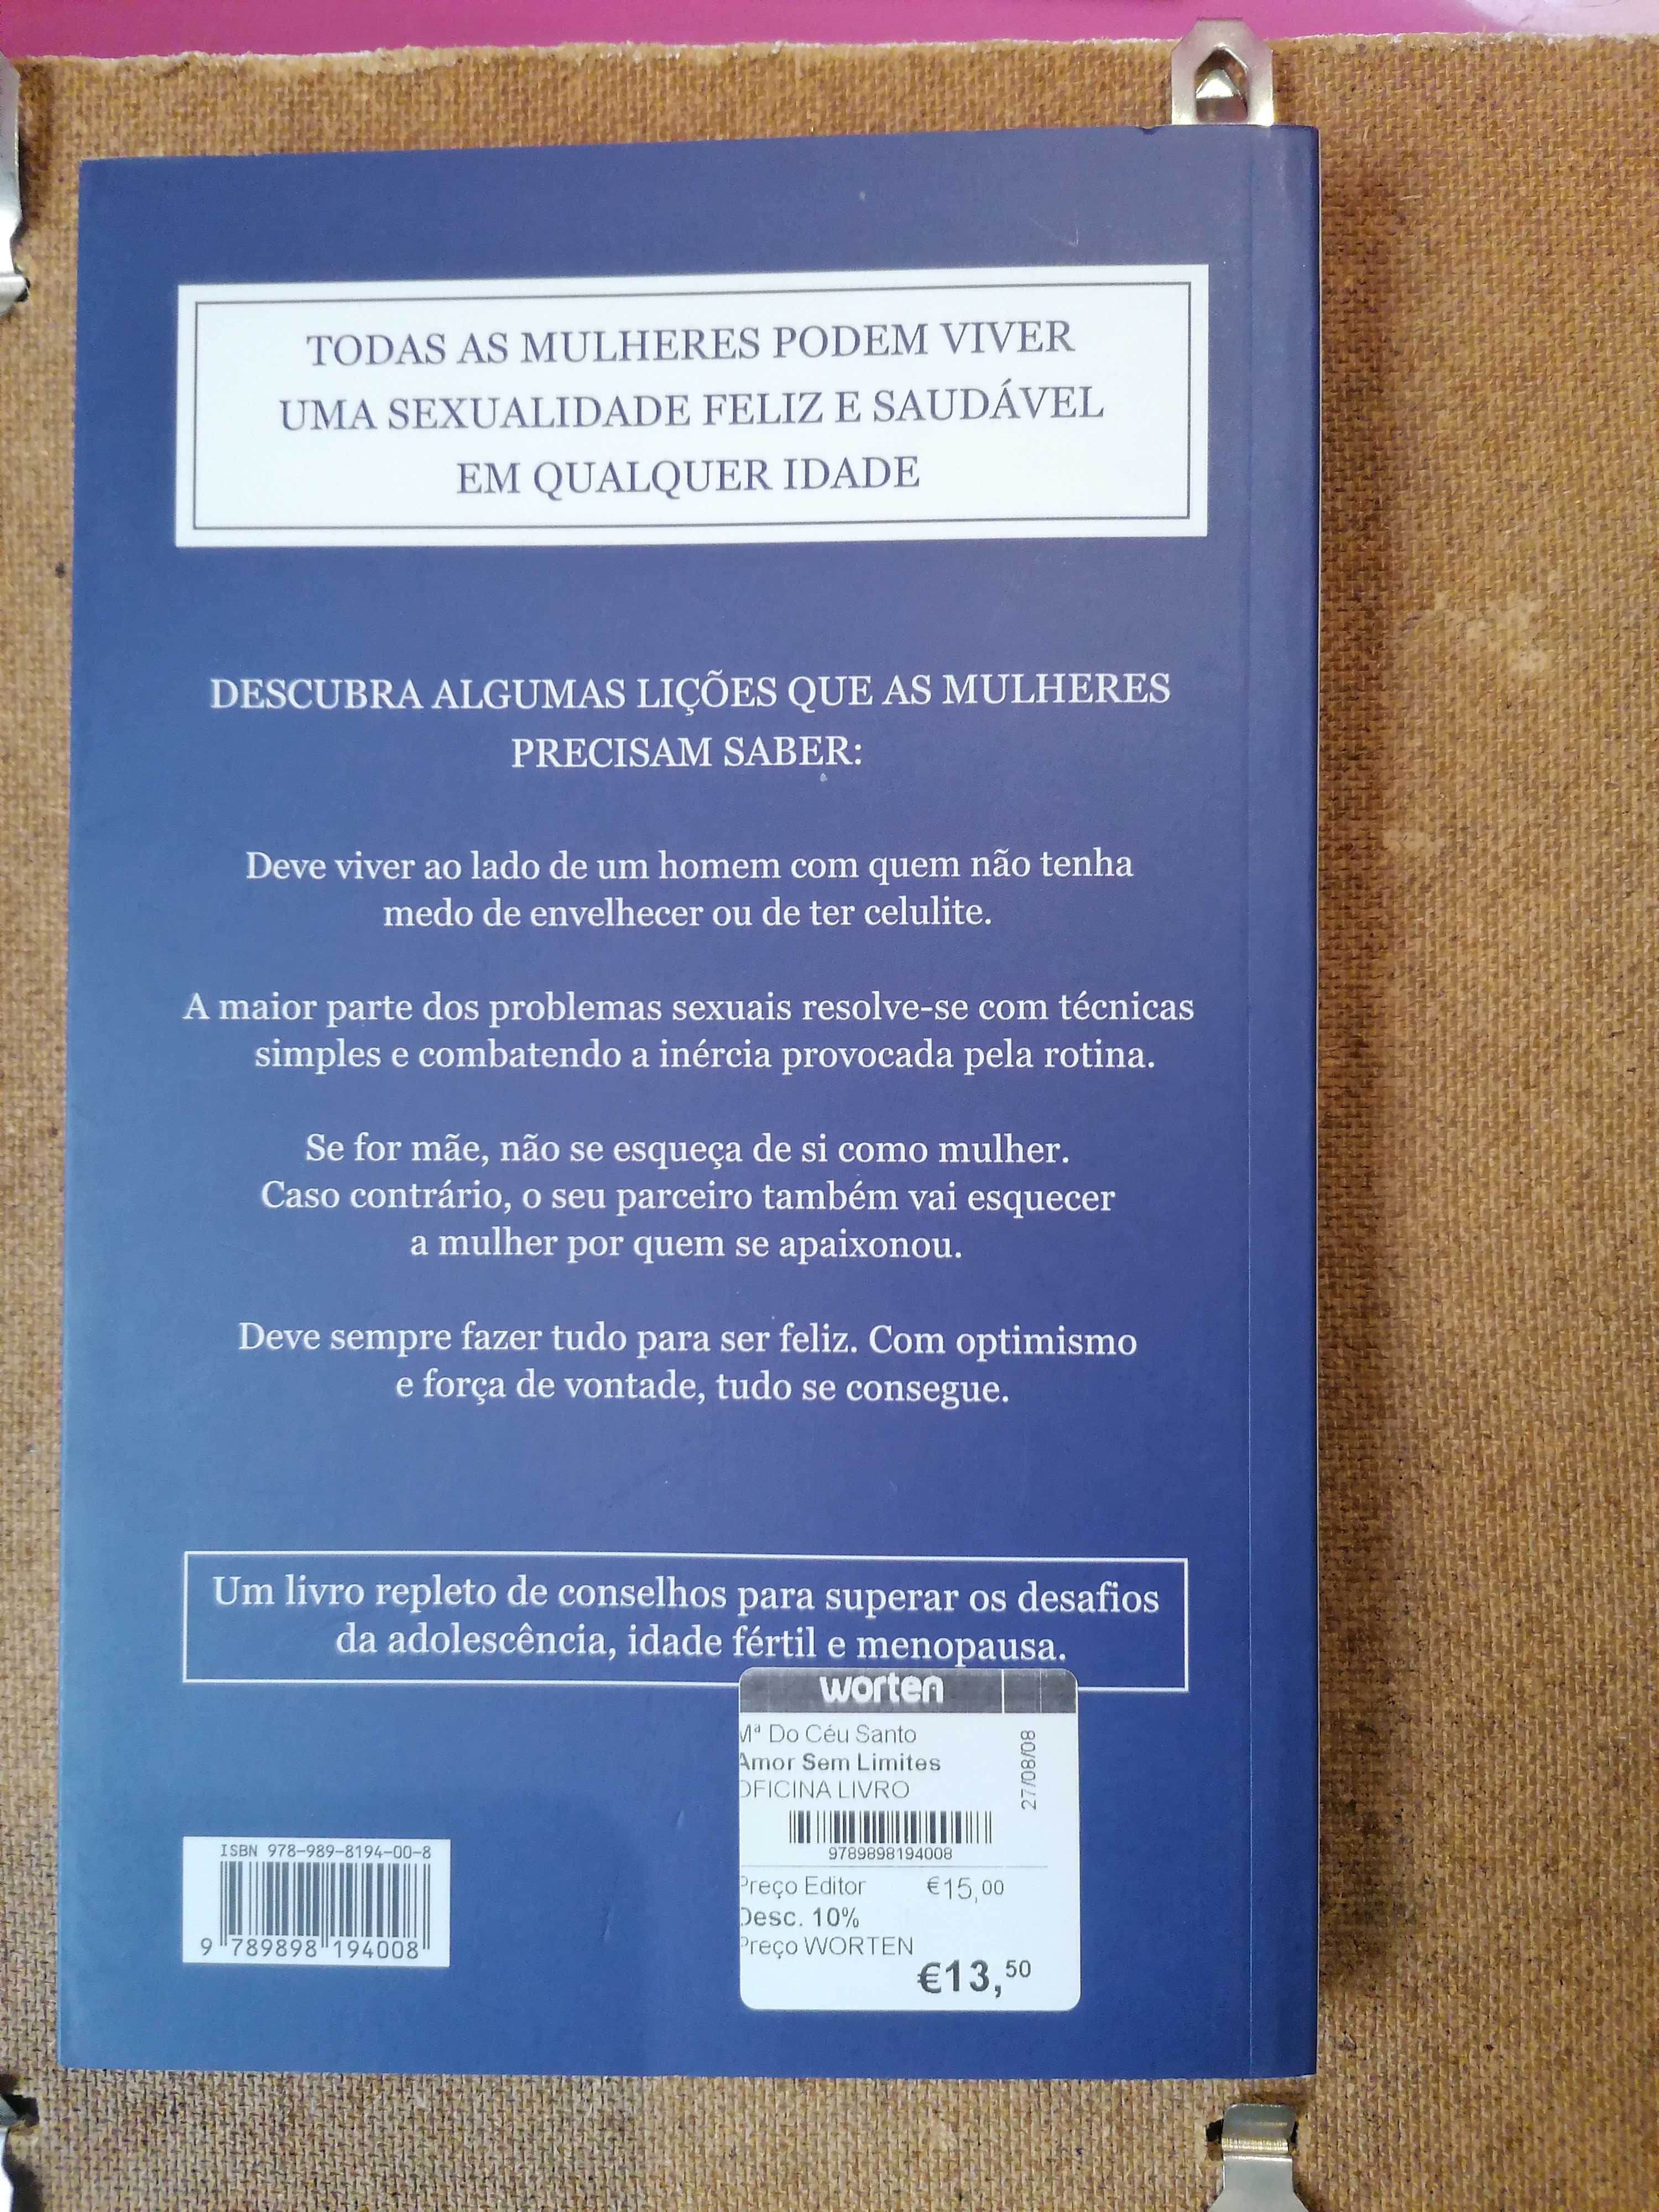 TODAS AS MULHERES PODEM VIVER
UMA SEXUALIDADE FELIZ E SAUDÁVEL
EM QUALQUER IDADE
DESCUBRA ALGUMAS LIÇÕES QUE AS MULHERES
PRECISAM SABER:
Deve viver ao lado de um homem com quem não tenha
medo de envelhecer ou de ter celulite.
A maior parte dos problemas sexuais resolve-se com técnicas
simples e combatendo a inércia provocada pela rotina.
Se for mãe, não se esqueça de si como mulher.
Caso contrário, o seu parceiro também vai esquecer
a mulher por quem se apaixonou.
Deve sempre fazer tudo para ser feliz. Com optimismo
e força de vontade, tudo se consegue.
Um livro repleto de conselhos para superar os desafios
da adolescência, idade fértil e menopausa.
worten
Mª Do Céu Santo
Amor Sem Limites
OFICINA LIVRO
27/08/08
9789898194008
Preço Editor €15,00
Desc. 10%
Preço WORTEN
€13,50
ISBN 978-989-8194-00-8
9 789898 194008